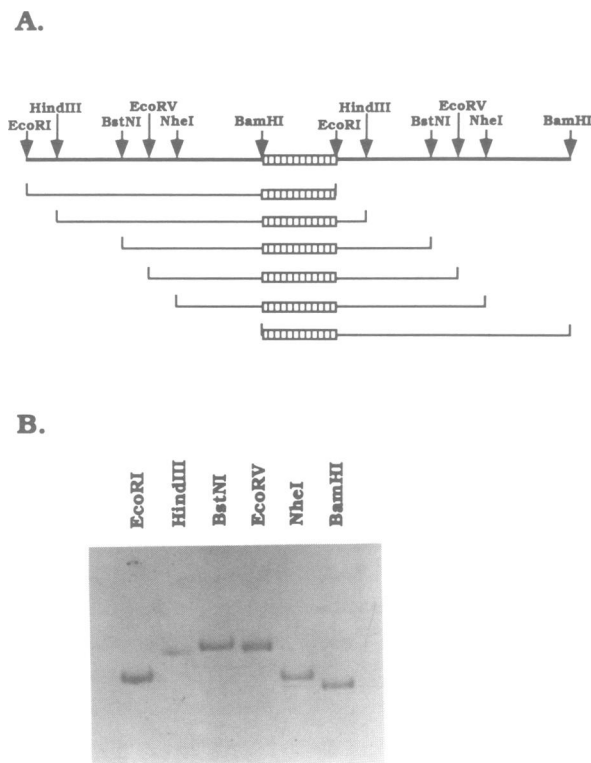 A.
HindIII EcoRV HindIII EcoRV
EcoRI BstNI NheI BamHI EcoRI BstNI NheI BamHI
B.
EcoRI HindIII BstNI EcoRV NheI BamHI